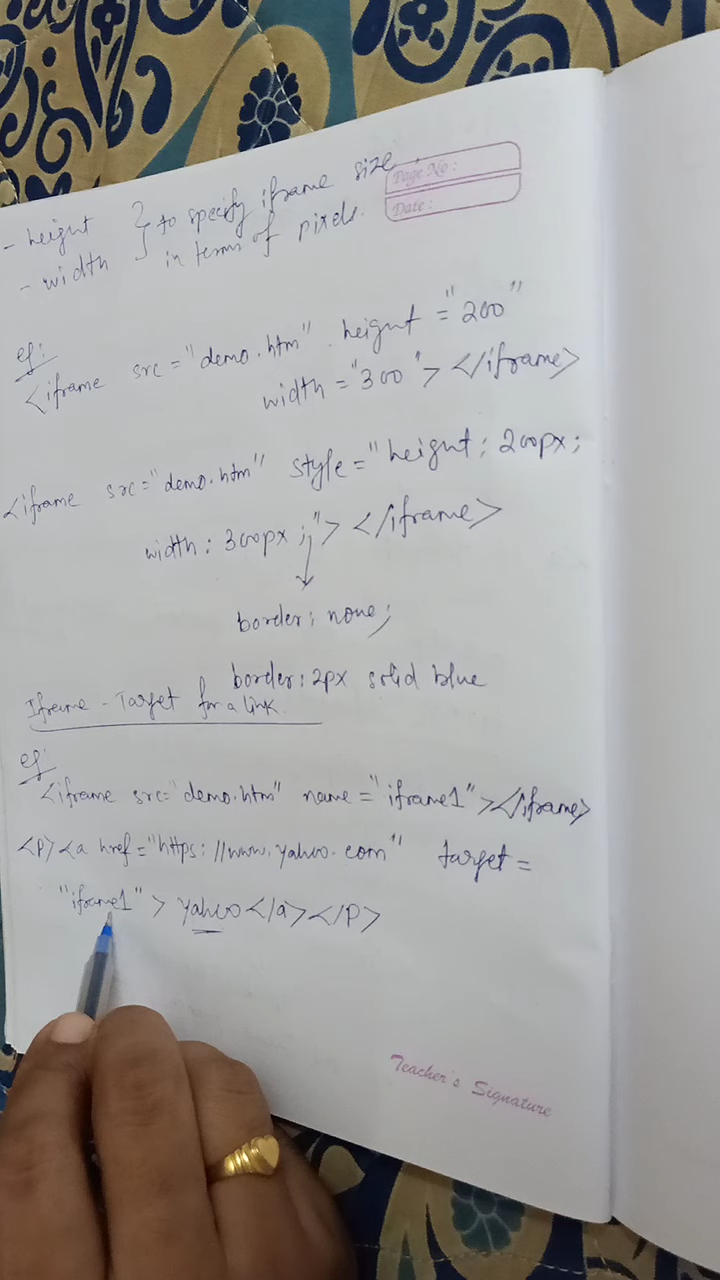 Page No :
Date :
- height } to specify iframe size
- width } in terms of pixels.
eg:
<iframe src="demo.htm" height="200"
width="300"></iframe>
<iframe src="demo.htm" style="height: 200px;
width: 300px;"></iframe>
border: none;
border: 2px solid blue
Iframe - Target for a link
eg:
<iframe src="demo.htm" name="iframe1"></iframe>
<p><a href="https://www.yahoo.com" target=
"iframe1">yahoo</a></p>
Teacher's Signature